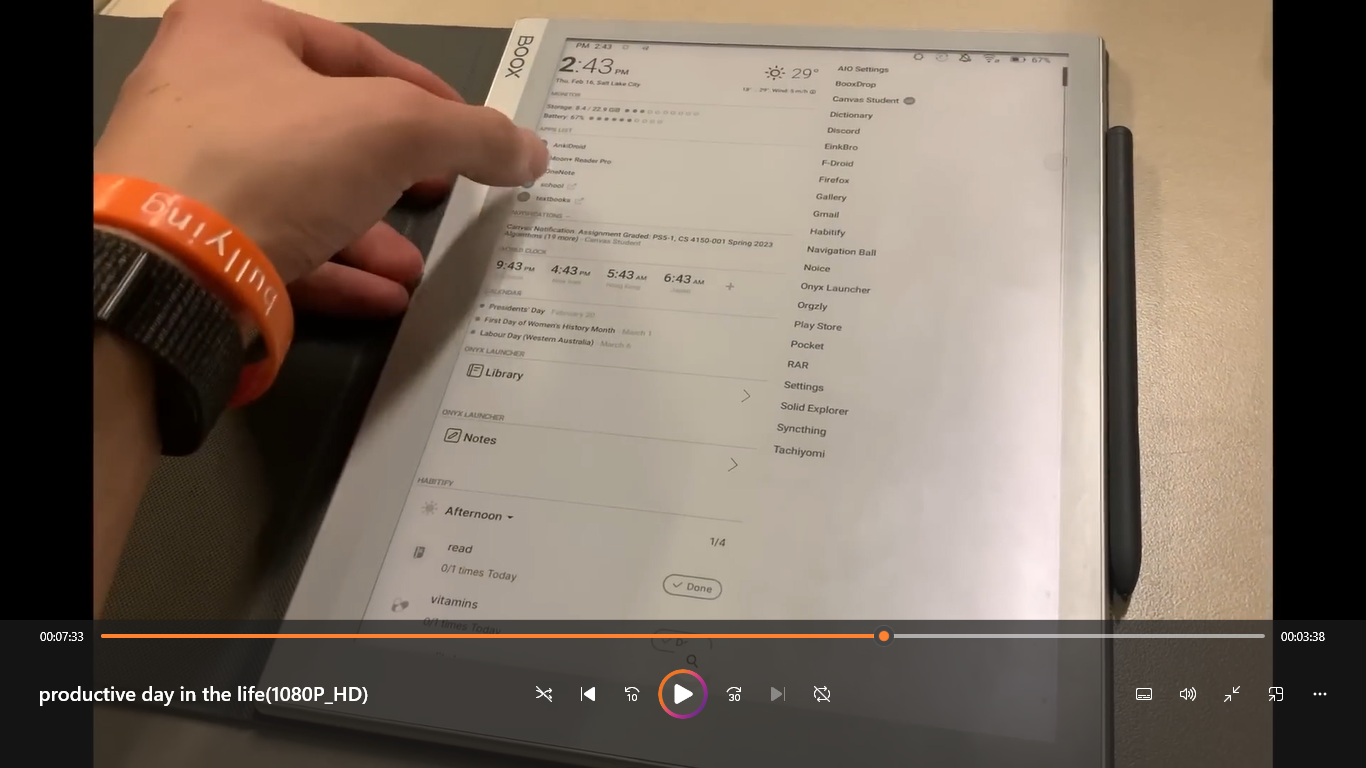 BOOX
PM 2:43
67%
2:43 PM
29°
Thu, Feb 16, Salt Lake City
MONITOR
Storage: 8.4 / 22.9 GB
Battery: 67%
APPS LIST
AnkiDroid
Moon+ Reader Pro
OneNote
school
textbooks
NOTIFICATIONS
Canvas Notification: Assignment Graded: PS5-1, CS 4150-001 Spring 2023
Algorithms (19 more) - Canvas Student
WORLD CLOCK
9:43 PM 4:43 PM 5:43 AM 6:43 AM +
CALENDAR
Presidents' Day · February 20
First Day of Women's History Month · March 1
Labour Day (Western Australia) · March 6
ONYX LAUNCHER
Library
ONYX LAUNCHER
Notes
HABITIFY
Afternoon
1/4
read
0/1 times Today
Done
vitamins
0/1 times Today
AIO Settings
BooxDrop
Canvas Student
Dictionary
Discord
EinkBro
F-Droid
Firefox
Gallery
Gmail
Habitify
Navigation Ball
Noice
Onyx Launcher
Orgzly
Play Store
Pocket
RAR
Settings
Solid Explorer
Syncthing
Tachiyomi
bullying
00:07:33
00:03:38
productive day in the life(1080P_HD)
10
30